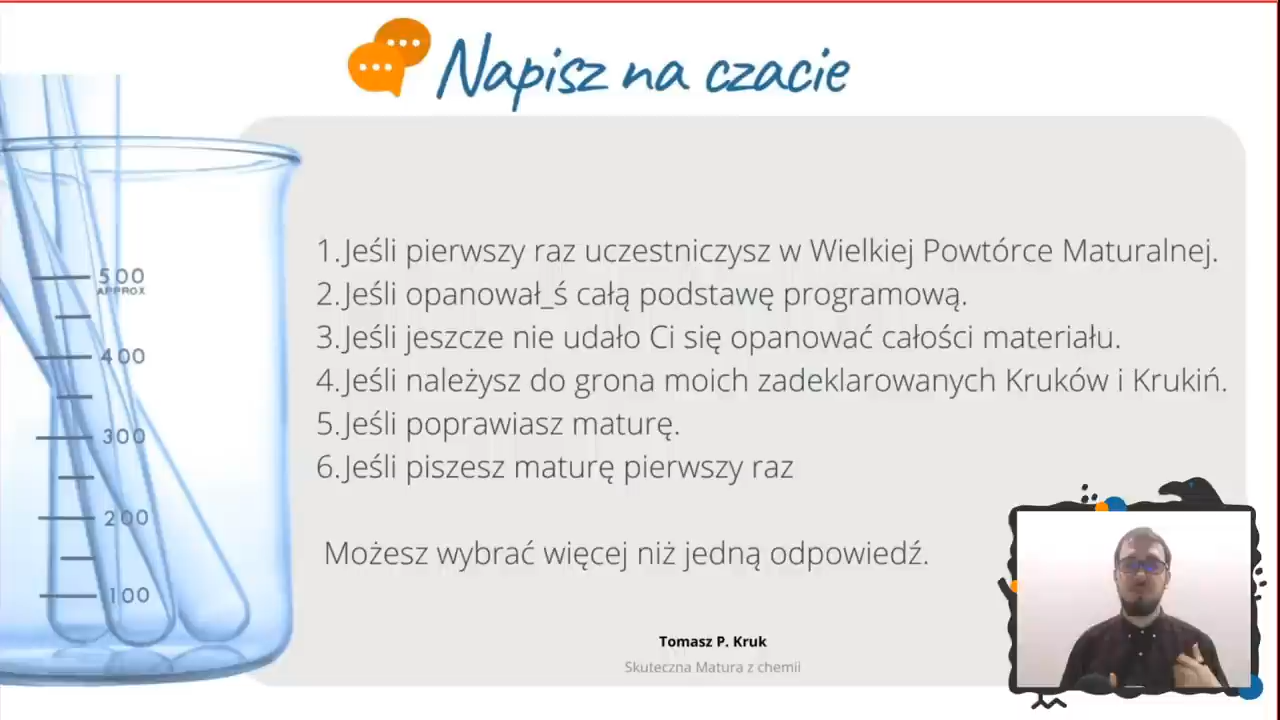 Napisz na czacie
500
APPROX
400
300
200
100
1.Jeśli pierwszy raz uczestniczysz w Wielkiej Powtórce Maturalnej.
2.Jeśli opanował_ś całą podstawę programową.
3.Jeśli jeszcze nie udało Ci się opanować całości materiału.
4.Jeśli należysz do grona moich zadeklarowanych Kruków i Krukiń.
5.Jeśli poprawiasz maturę.
6.Jeśli piszesz maturę pierwszy raz
Możesz wybrać więcej niż jedną odpowiedź.
Tomasz P. Kruk
Skuteczna Matura z chemii